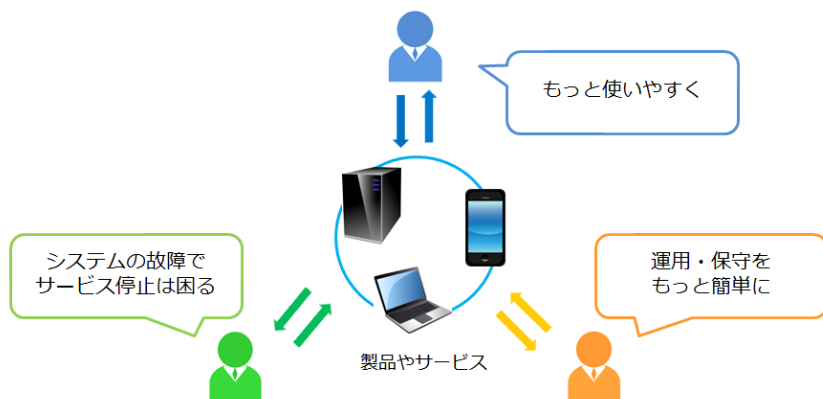 もっと使いやすく
システムの故障で
サービス停止は困る
運用・保守を
もっと簡単に
製品やサービス